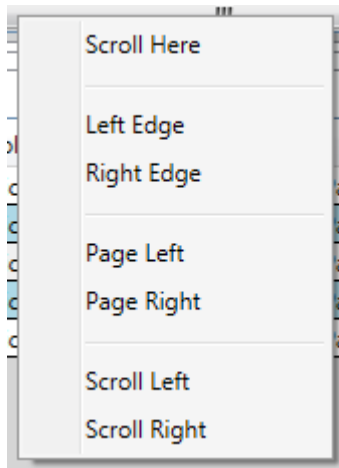 Scroll Here
Left Edge
Right Edge
Page Left
Page Right
Scroll Left
Scroll Right